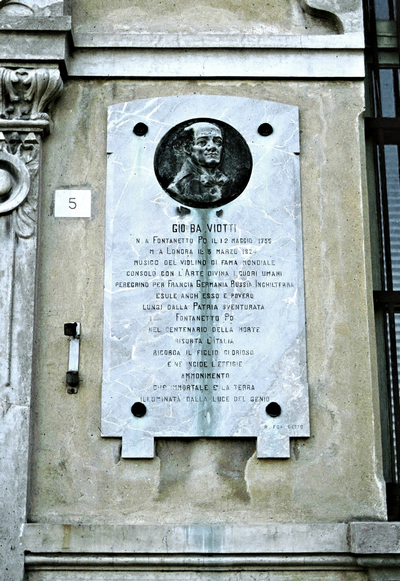 5
GIO BA VIOTTI
N. A FONTANETTO PO IL 12 MAGGIO 1755
M. A LONDRA IL 3 MARZO 1824
MUSICO DEL VIOLINO DI FAMA MONDIALE
CONSOLO CON L'ARTE DIVINA I CUORI UMANI
PEREGRINO PER FRANCIA GERMANIA RUSSIA INGHILTERRA
ESULE ANCH ESSO E POVERO
LUNGI DALLA PATRIA SVENTURATA
FONTANETTO PO
NEL CENTENARIO DELLA MORTE
RISORTA L'ITALIA
RICORDA IL FIGLIO GLORIOSO
E NE INCIDE L'EFFIGIE
AMMONIMENTO
CHE IMMORTALE E LA TERRA
ILLUMINATA DALLA LUCE DEL GENIO